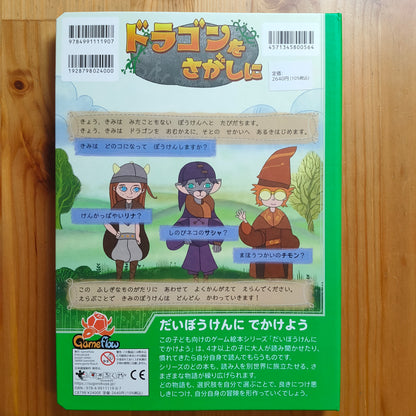 9784991111907
1928798024000
ドラゴンを
さがしに
4571345800564
定価:
2640円(10%税込)
きょう、きみは みたこともない ぼうけんへと たびだちます。
きょう、きみは ドラゴンを おむかえに、そとの せかいへ あるきはじめます。
きみは どのコになって ぼうけんしますか?
けんがっぱやいリナ?
しのびネコのサシャ?
まほうつかいのチモン?
この ふしぎなものがたりに あわせて よくかんがえて えらんでください。
えらぶことで きみのぼうけんは どんどん かわっていきます!
Gameflow
だいぼうけんに でかけよう
この子ども向けのゲーム絵本シリーズ「だいぼうけんに
でかけよう」は、4才以上の子に大人が読み聞かせたり、
慣れてきたら自分自身で読んでもらうものです。
シリーズのどの本も、読み人を別世界に旅立たせる、さ
まざまな物語が繰り広げられます。
どの物語も、選択肢を自分で選ぶことで、良きにつけ悪
しきにつけ、自分自身の冒険を形作っていくでしょう。